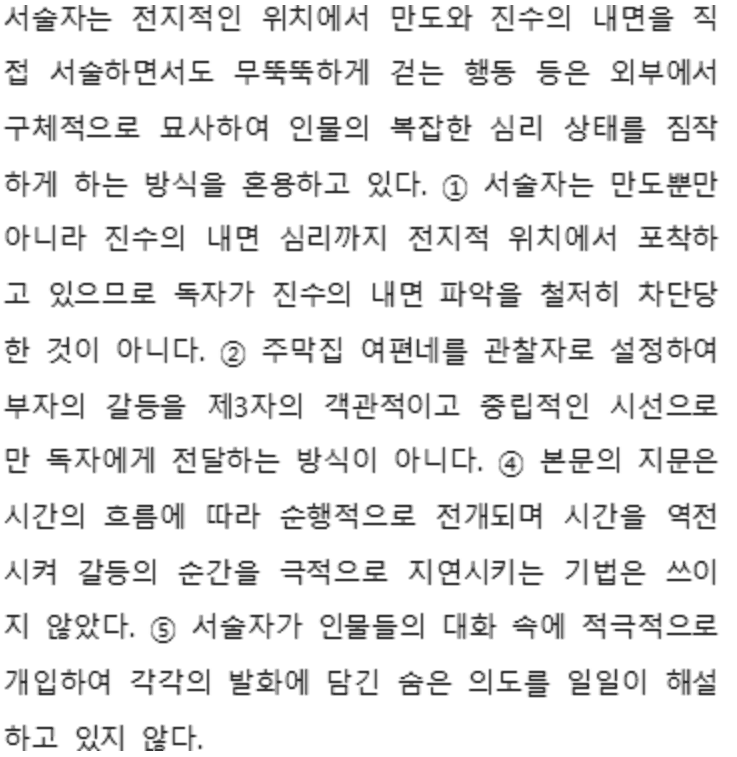 서술자는 전지적인 위치에서 만도와 진수의 내면을 직
접 서술하면서도 무뚝뚝하게 걷는 행동 등은 외부에서
구체적으로 묘사하여 인물의 복잡한 심리 상태를 짐작
하게 하는 방식을 혼용하고 있다. ① 서술자는 만도뿐만
아니라 진수의 내면 심리까지 전지적 위치에서 포착하
고 있으므로 독자가 진수의 내면 파악을 철저히 차단당
한 것이 아니다. ② 주막집 여편네를 관찰자로 설정하여
부자의 갈등을 제3자의 객관적이고 중립적인 시선으로
만 독자에게 전달하는 방식이 아니다. ④ 본문의 지문은
시간의 흐름에 따라 순행적으로 전개되며 시간을 역전
시켜 갈등의 순간을 극적으로 지연시키는 기법은 쓰이
지 않았다. ⑤ 서술자가 인물들의 대화 속에 적극적으로
개입하여 각각의 발화에 담긴 숨은 의도를 일일이 해설
하고 있지 않다.